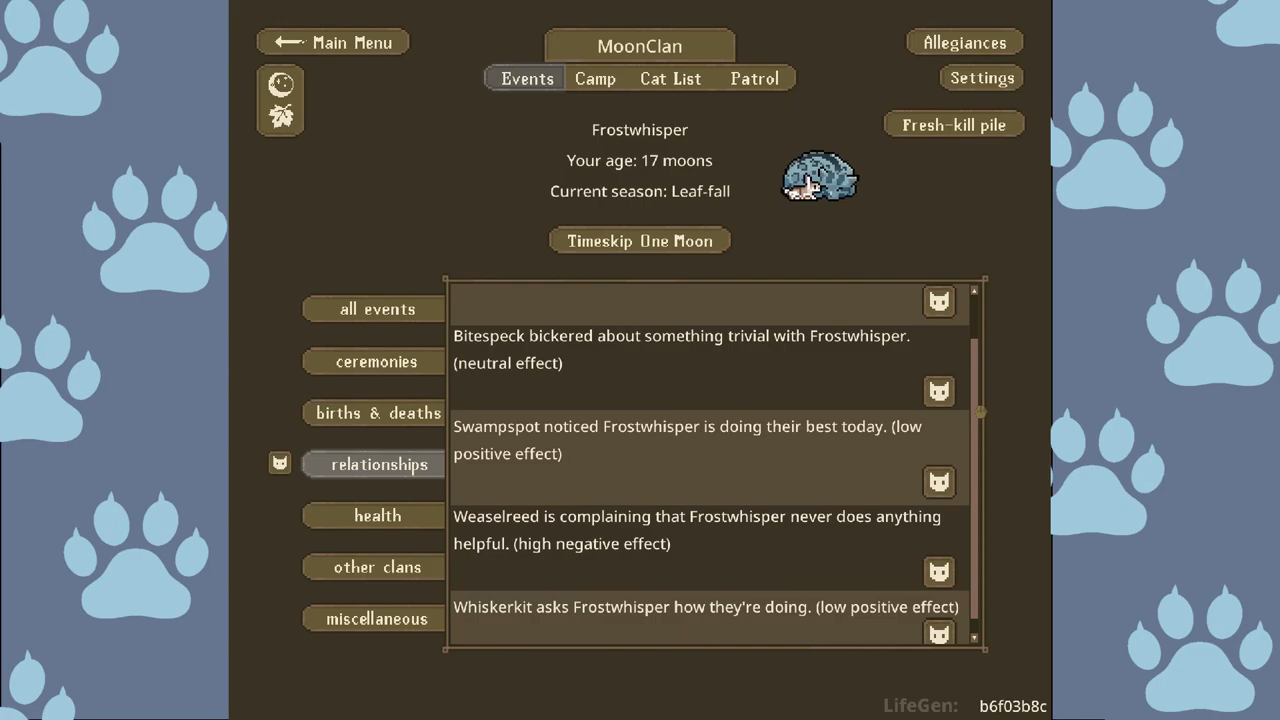 Main Menu
MoonClan
Allegiances
Events
Camp
Cat List
Patrol
Settings
Fresh-kill pile
Frostwhisper
Your age: 17 moons
Current season: Leaf-fall
Timeskip One Moon
all events
ceremonies
births & deaths
relationships
health
other clans
miscellaneous
Bitespeck bickered about something trivial with Frostwhisper.
(neutral effect)
Swampspot noticed Frostwhisper is doing their best today. (low
positive effect)
Weaselreed is complaining that Frostwhisper never does anything
helpful. (high negative effect)
Whiskerkit asks Frostwhisper how they're doing. (low positive effect)
LifeGen: b6f03b8c